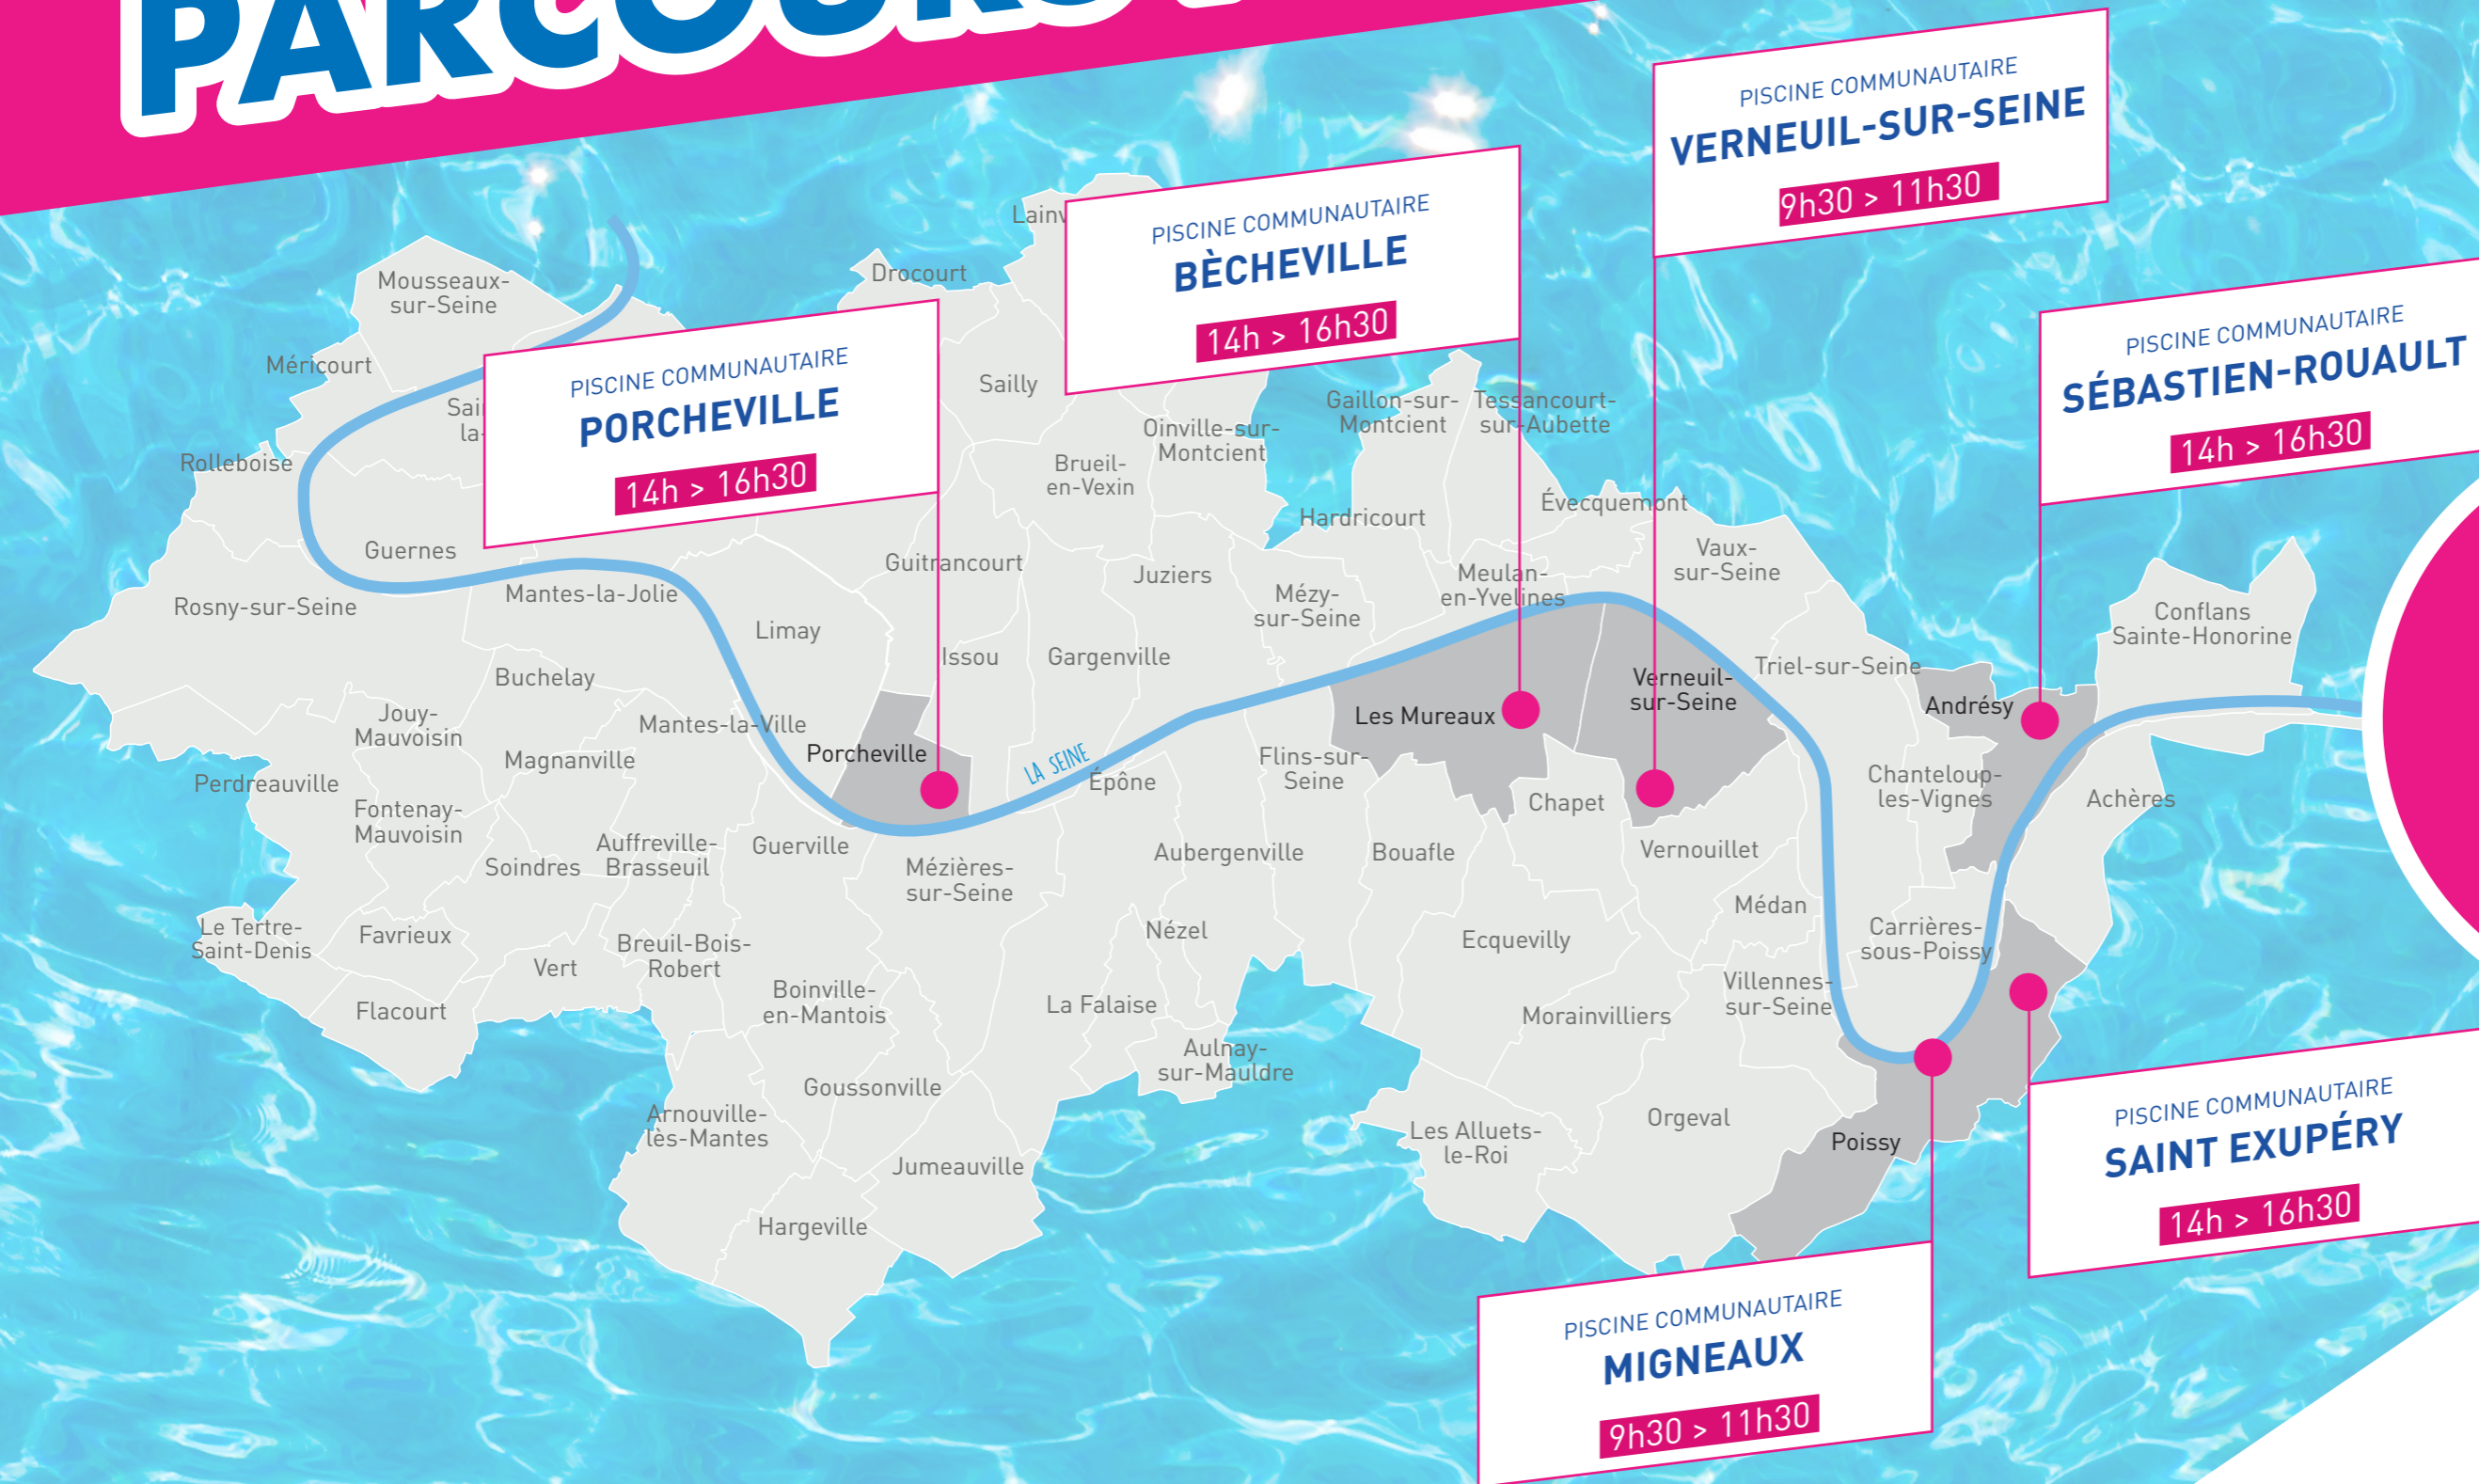 PARCOURS
PISCINE COMMUNAUTAIRE
VERNEUIL-SUR-SEINE
9h30 > 11h30
PISCINE COMMUNAUTAIRE
BÈCHEVILLE
14h > 16h30
PISCINE COMMUNAUTAIRE
SÉBASTIEN-ROUAULT
14h > 16h30
PISCINE COMMUNAUTAIRE
PORCHEVILLE
14h > 16h30
Drocourt
Mousseaux-
sur-Seine
Méricourt
Sailly
Gaillon-sur-
Montcient
Tessancourt-
sur-Aubette
Oinville-sur-
Montcient
Rolleboise
Brueil-
en-Vexin
Évecquemont
Hardricourt
Guernes
Guitrancourt
Juziers
Vaux-
sur-Seine
Meulan-
en-Yvelines
Mézy-
sur-Seine
Mantes-la-Jolie
Rosny-sur-Seine
Limay
Conflans
Sainte-Honorine
Issou
Gargenville
Triel-sur-Seine
Buchelay
Verneuil-
sur-Seine
Andrésy
Les Mureaux
Jouy-
Mauvoisin
Mantes-la-Ville
Porcheville
LA SEINE
Magnanville
Flins-sur-
Seine
Épône
Perdreauville
Chanteloup-
les-Vignes
Achères
Chapet
Fontenay-
Mauvoisin
Auffreville-
Brasseuil
Guerville
Soindres
Mézières-
sur-Seine
Aubergenville
Bouafle
Vernouillet
Médan
Le Tertre-
Saint-Denis
Favrieux
Nézel
Carrières-
sous-Poissy
Ecquevilly
Breuil-Bois-
Robert
Vert
Villennes-
sur-Seine
Boinville-
en-Mantois
La Falaise
Flacourt
Morainvilliers
Aulnay-
sur-Mauldre
Goussonville
Arnouville-
lès-Mantes
Orgeval
Les Alluets-
le-Roi
Poissy
Jumeauville
Hargeville
PISCINE COMMUNAUTAIRE
SAINT EXUPÉRY
14h > 16h30
PISCINE COMMUNAUTAIRE
MIGNEAUX
9h30 > 11h30